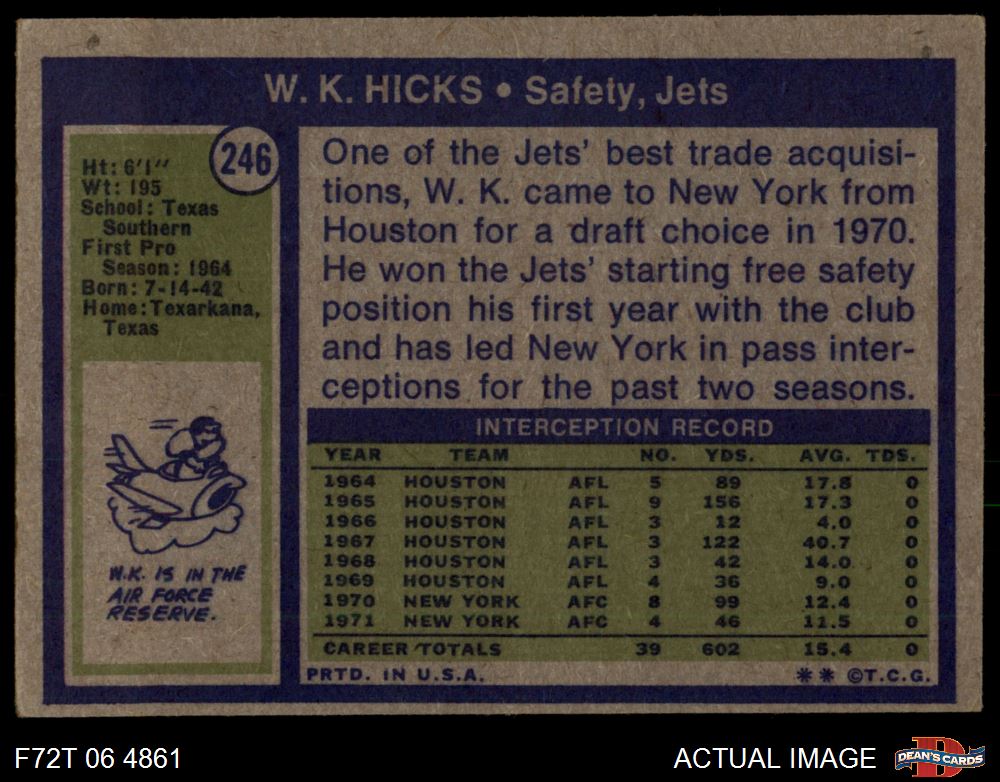 W. K. HICKS • Safety, Jets
246
Ht: 6'1"
Wt: 195
School: Texas
Southern
First Pro
Season: 1964
Born: 7-14-42
Home: Texarkana,
Texas
W.K. IS IN THE
AIR FORCE
RESERVE.
One of the Jets' best trade acquisi-
tions, W. K. came to New York from
Houston for a draft choice in 1970.
He won the Jets' starting free safety
position his first year with the club
and has led New York in pass inter-
ceptions for the past two seasons.
INTERCEPTION RECORD
YEAR TEAM NO. YDS. AVG. TDS.
1964 HOUSTON AFL 5 89 17.8 0
1965 HOUSTON AFL 9 156 17.3 0
1966 HOUSTON AFL 3 12 4.0 0
1967 HOUSTON AFL 3 122 40.7 0
1968 HOUSTON AFL 3 42 14.0 0
1969 HOUSTON AFL 4 36 9.0 0
1970 NEW YORK AFC 8 99 12.4 0
1971 NEW YORK AFC 4 46 11.5 0
CAREER TOTALS 39 602 15.4 0
PRTD. IN U.S.A. ** ©T.C.G.
F72T 06 4861
ACTUAL IMAGE
D
DEAN'S CARDS